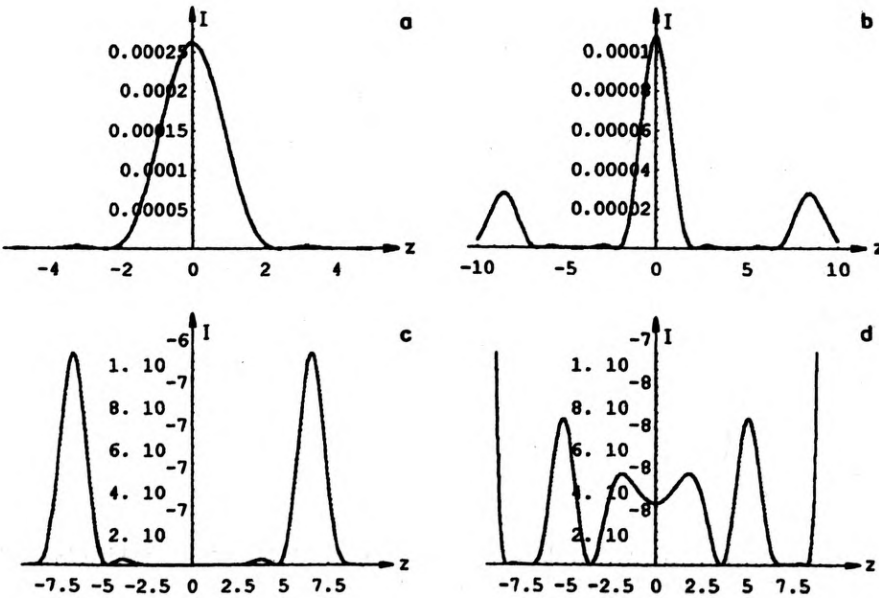 I a
0.00025
0.0002
0.00015
0.0001
0.00005
-4 -2 0 2 4 z
I b
0.0001
0.00008
0.00006
0.00004
0.00002
-10 -5 0 5 10 z
I c
1. 10-6
8. 10-7
6. 10-7
4. 10-7
2. 10-7
-7.5 -5 -2.5 0 2.5 5 7.5 z
I d
1. 10-7
8. 10-8
6. 10-8
4. 10-8
2. 10-8
-7.5 -5 -2.5 0 2.5 5 7.5 z